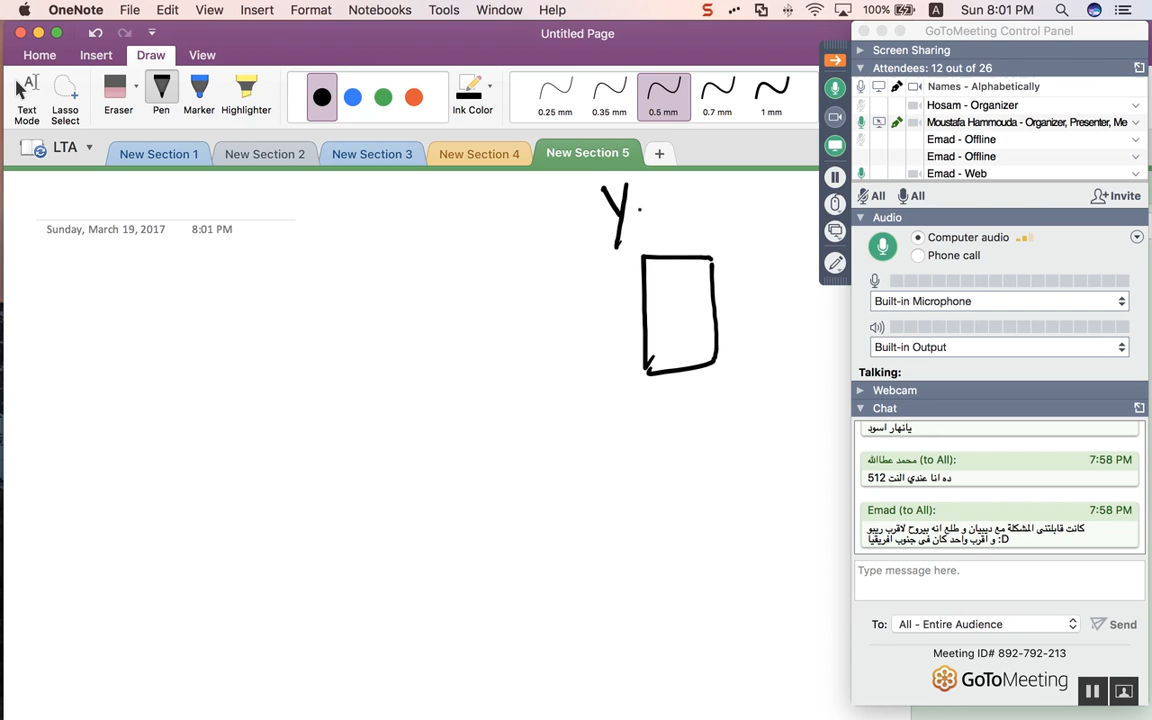 OneNote File Edit View Insert Format Notebooks Tools Window Help 100% A Sun 8:01 PM
Untitled Page
Home Insert Draw View
Text Mode Lasso Select Eraser Pen Marker Highlighter Ink Color 0.25 mm 0.35 mm 0.5 mm 0.7 mm 1 mm
LTA New Section 1 New Section 2 New Section 3 New Section 4 New Section 5 +
Sunday, March 19, 2017 8:01 PM
y
GoToMeeting Control Panel
Screen Sharing
Attendees: 12 out of 26
Names - Alphabetically
Hosam - Organizer
Moustafa Hammouda - Organizer, Presenter, Me
Emad - Offline
Emad - Offline
Emad - Web
All All Invite
Audio
Computer audio
Phone call
Built-in Microphone
Built-in Output
Talking:
Webcam
Chat
يانهار اسود
محمد عطاالله (to All): 7:58 PM
ده انا عندي النت 512
Emad (to All): 7:58 PM
كانت قابلتنى المشكلة مع ديبيان و طلع انه بيروح لاقرب ريبو
و اقرب واحد كان فى جنوب افريقيا :D
Type message here.
To: All - Entire Audience Send
Meeting ID# 892-792-213
GoToMeeting